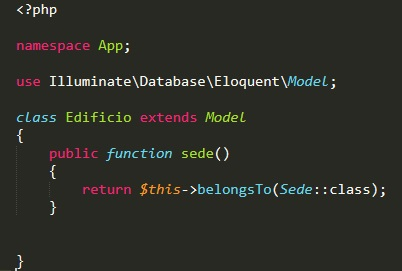 <?php
namespace App;
use Illuminate\Database\Eloquent\Model;
class Edificio extends Model
{
    public function sede()
    {
        return $this->belongsTo(Sede::class);
    }
}